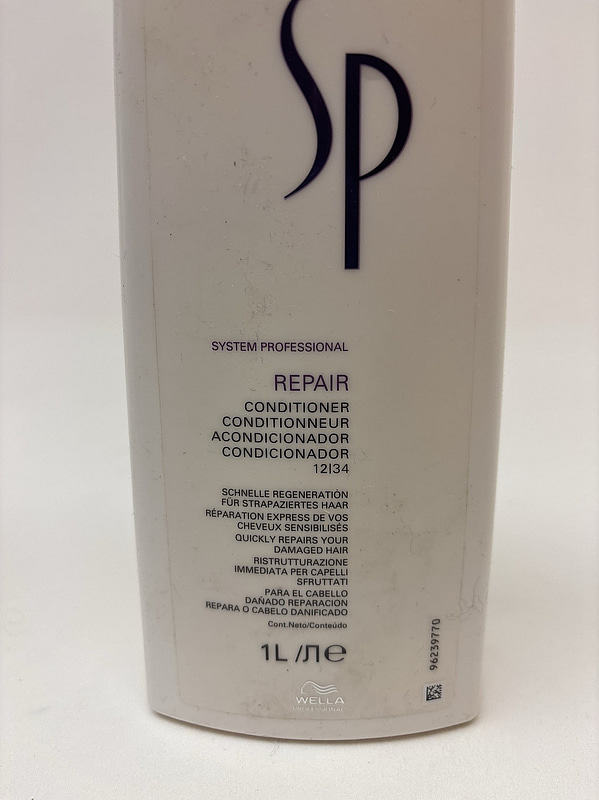 SP
SYSTEM PROFESSIONAL
REPAIR
CONDITIONER
CONDITIONNEUR
ACONDICIONADOR
CONDICIONADOR
12|34
SCHNELLE REGENERATION
FÜR STRAPAZIERTES HAAR
RÉPARATION EXPRESS DE VOS
CHEVEUX SENSIBILISÉS
QUICKLY REPAIRS YOUR
DAMAGED HAIR
RISTRUTTURAZIONE
IMMEDIATA PER CAPELLI
SFRUTTATI
PARA EL CABELLO
DAÑADO REPARACION
REPARA O CABELO DANIFICADO
Cont.Neto/Conteúdo
1L /Л℮
96239770
WELLA
PROFESSIONAL